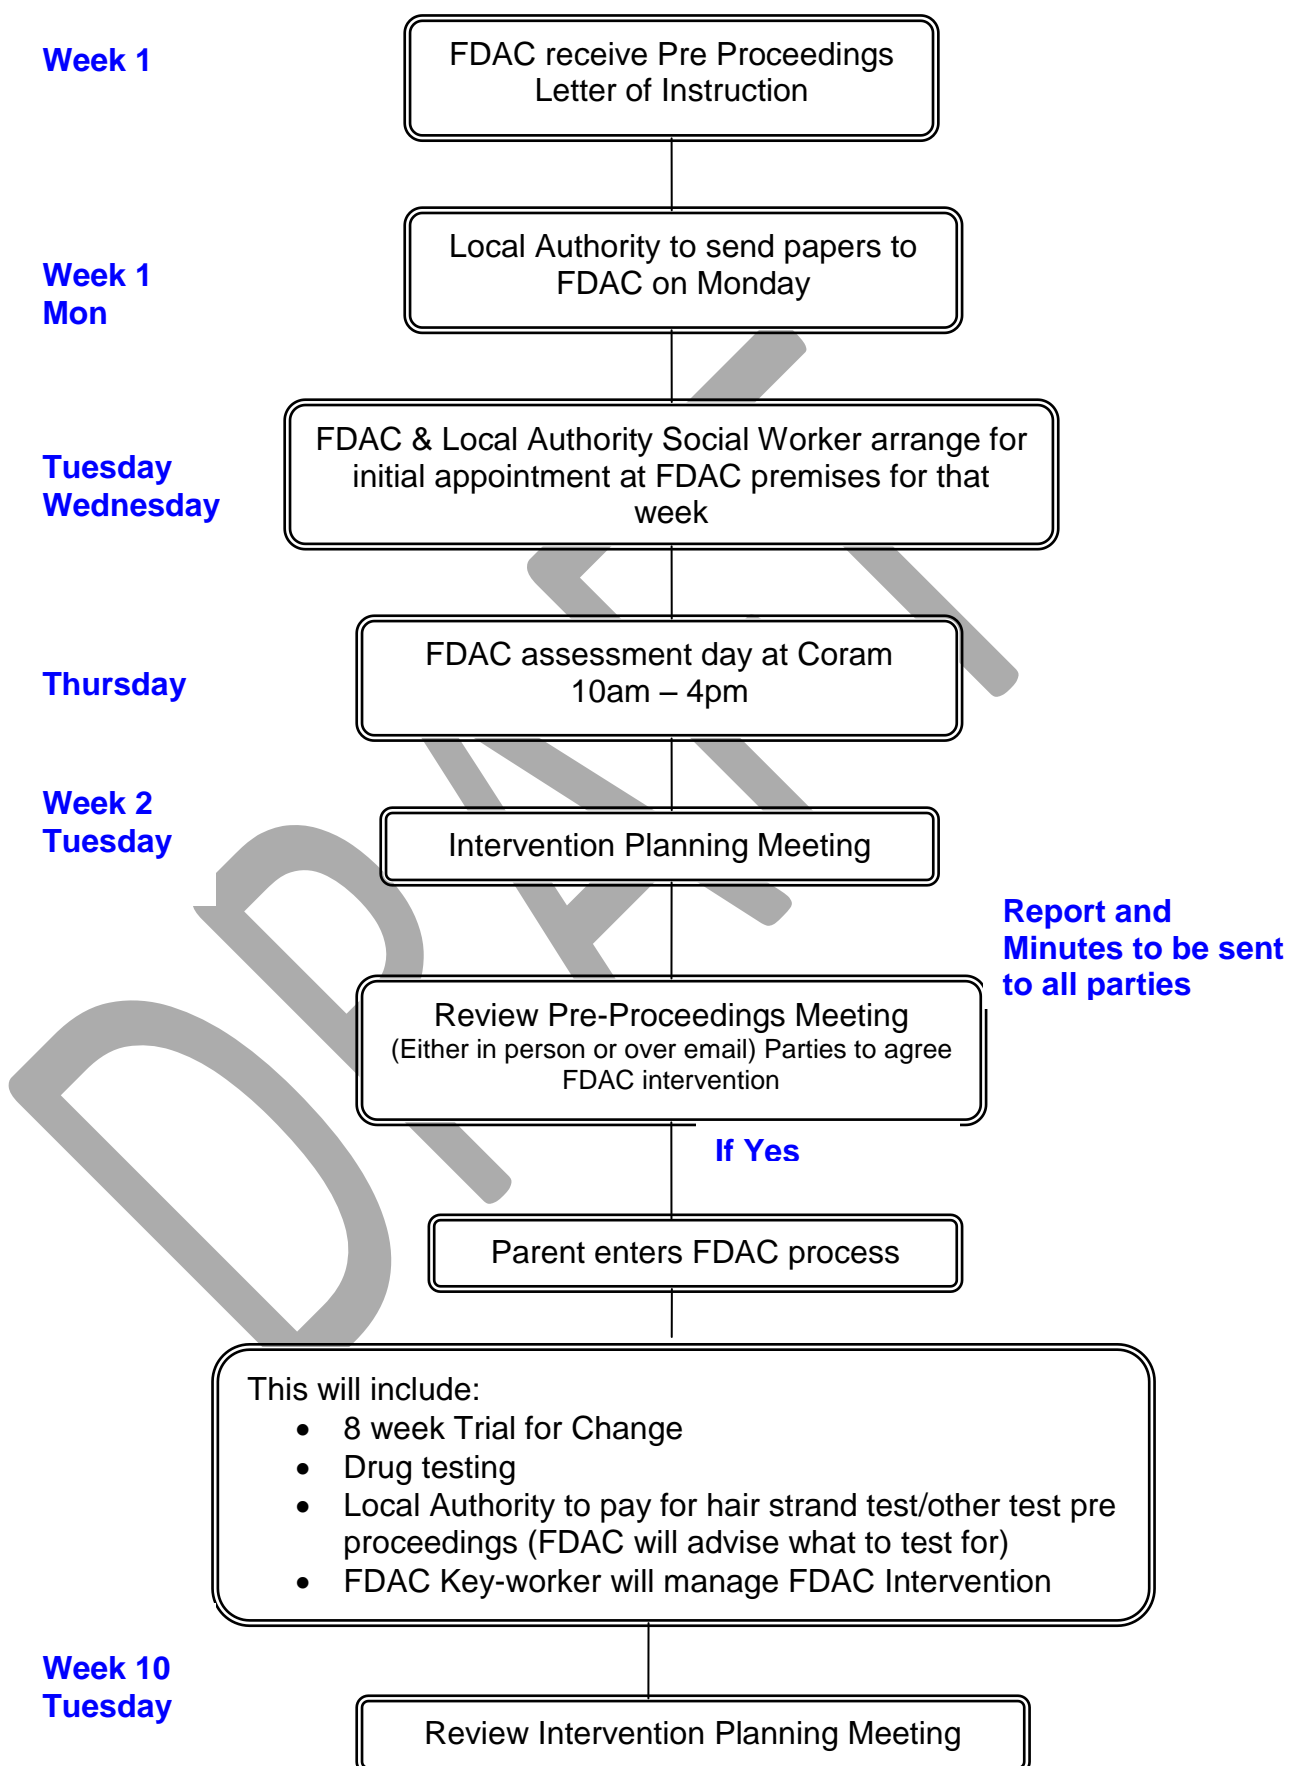 Week 1
FDAC receive Pre Proceedings
Letter of Instruction
Week 1
Mon
Local Authority to send papers to
FDAC on Monday
Tuesday
Wednesday
FDAC & Local Authority Social Worker arrange for
initial appointment at FDAC premises for that
week
Thursday
FDAC assessment day at Coram
10am – 4pm
Week 2
Tuesday
Intervention Planning Meeting
Report and
Minutes to be sent
to all parties
Review Pre-Proceedings Meeting
(Either in person or over email) Parties to agree
FDAC intervention
If Yes
Parent enters FDAC process
This will include:
• 8 week Trial for Change
• Drug testing
• Local Authority to pay for hair strand test/other test pre
proceedings (FDAC will advise what to test for)
• FDAC Key-worker will manage FDAC Intervention
Week 10
Tuesday
Review Intervention Planning Meeting
DRAFT